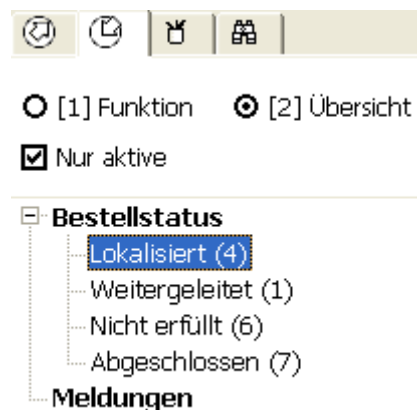 [1] Funktion [2] Übersicht
Nur aktive
Bestellstatus
Lokalisiert (4)
Weitergeleitet (1)
Nicht erfüllt (6)
Abgeschlossen (7)
Meldungen